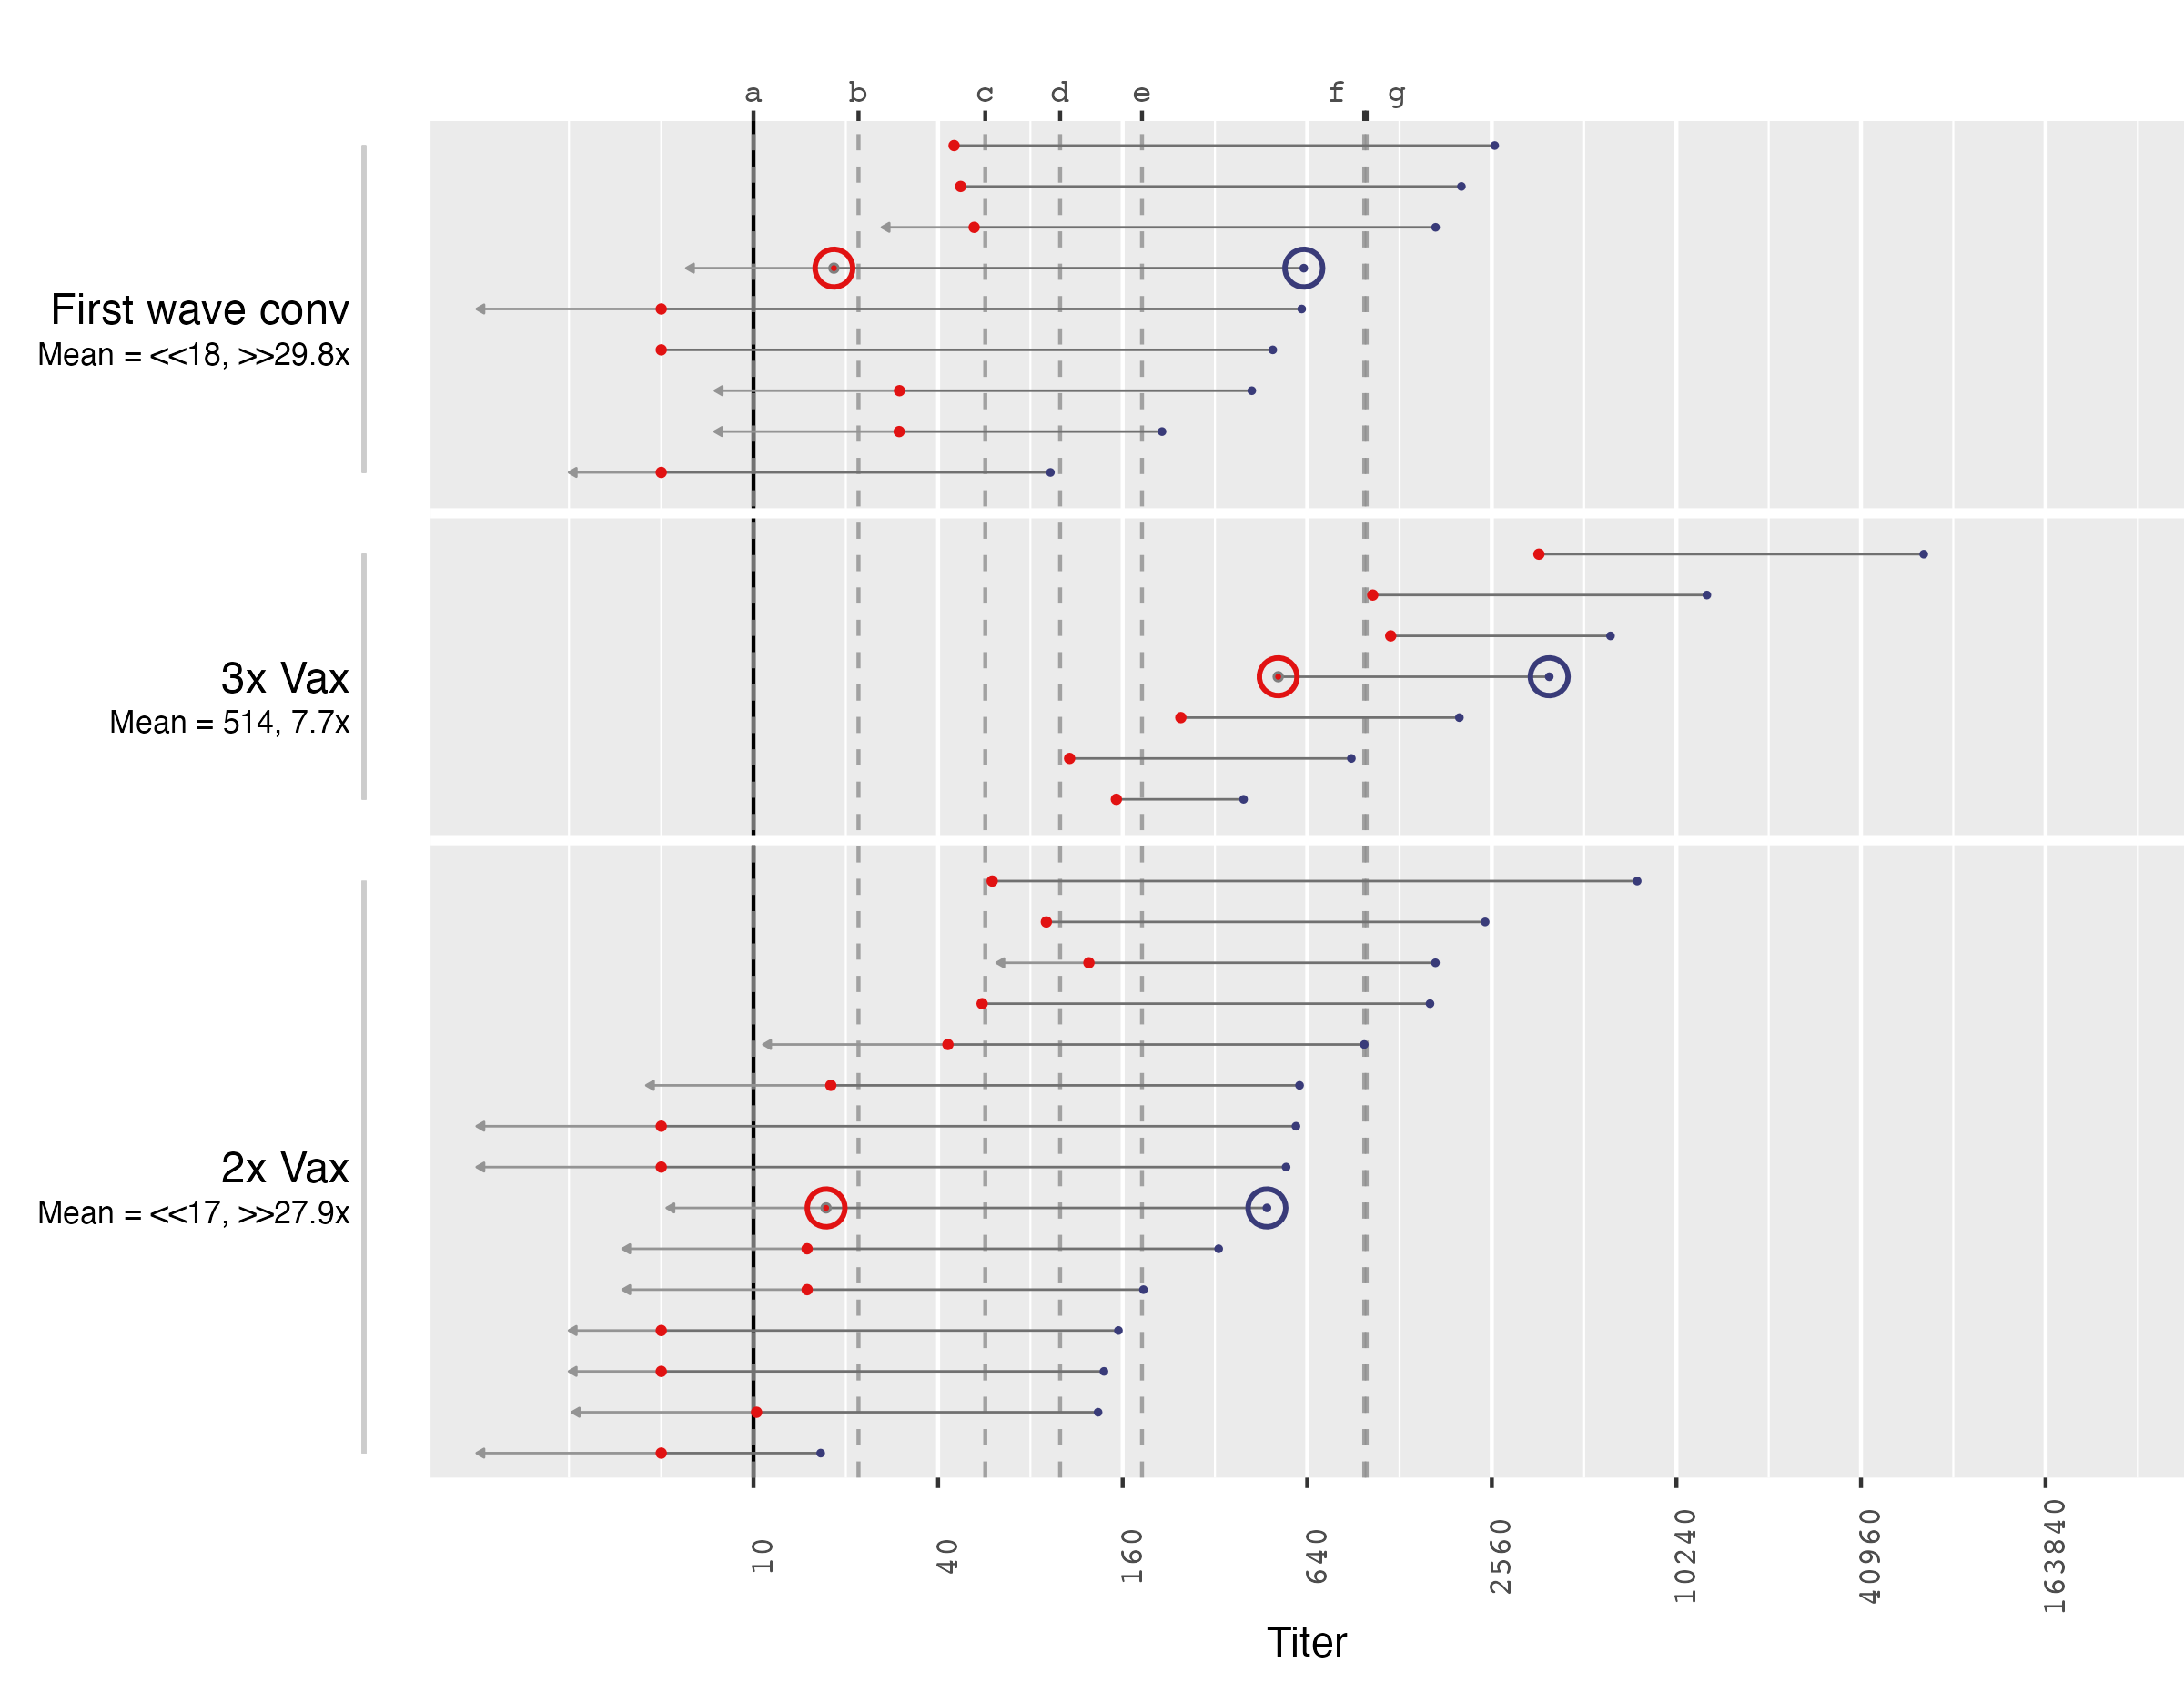 a b c d e f g
First wave conv
Mean = <<18, >>29.8x
3x Vax
Mean = 514, 7.7x
2x Vax
Mean = <<17, >>27.9x
10 40 160 640 2560 10240 40960 163840
Titer